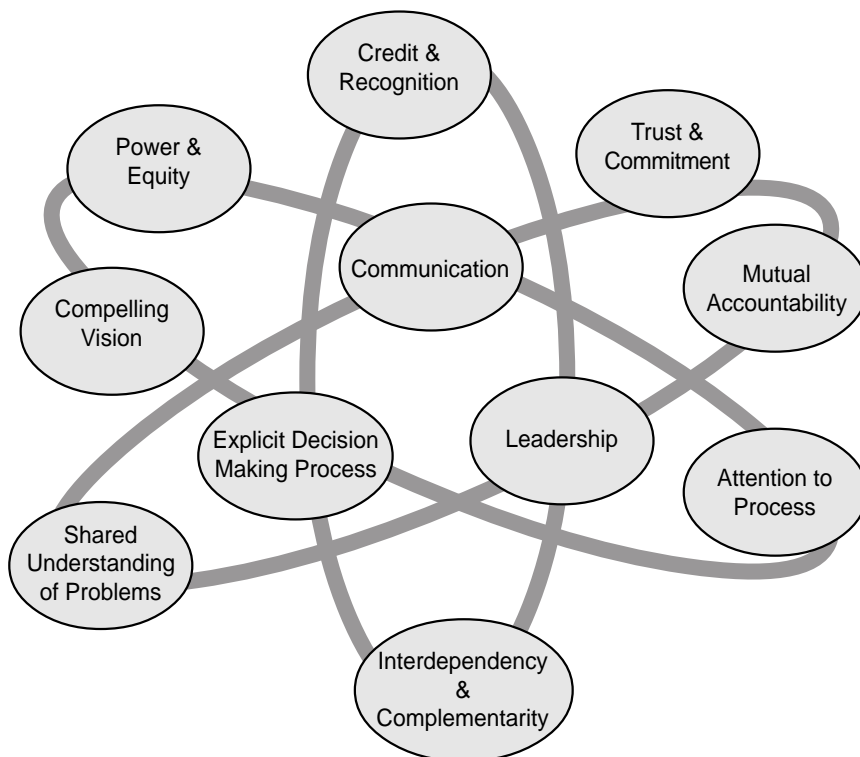 Credit &
Recognition
Power &
Equity
Trust &
Commitment
Communication
Mutual
Accountability
Compelling
Vision
Explicit Decision
Making Process
Leadership
Attention to
Process
Shared
Understanding
of Problems
Interdependency
&
Complementarity